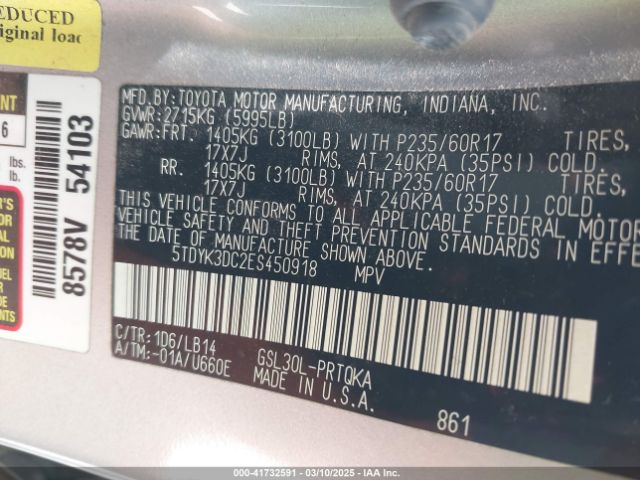 EDUCED
riginal load
6
Lbs.
lb.
8578V 54103
MFD.BY: TOYOTA MOTOR MANUFACTURING, INDIANA, INC.
GVWR: 2715KG (5995LB)
GAWR: FRT. 1405KG (3100LB) WITH P235/60R17 TIRES,
17X7J RIMS, AT 240KPA (35PSI) COLD.
RR. 1405KG (3100LB) WITH P235/60R17 TIRES,
17X7J RIMS, AT 240KPA (35PSI) COLD.
THIS VEHICLE CONFORMS TO ALL APPLICABLE FEDERAL MOTOR
VEHICLE SAFETY AND THEFT PREVENTION STANDARDS IN EFFE
THE DATE OF MANUFACTURE SHOWN ABOVE.
5TDYK3DC2ES450918 MPV
C/TR: 1D6/LB14 GSL30L-PRTQKA
A/TM: -01A/U660E MADE IN U.S.A.
861
000-41732591 - 03/10/2025 - IAAI.COM